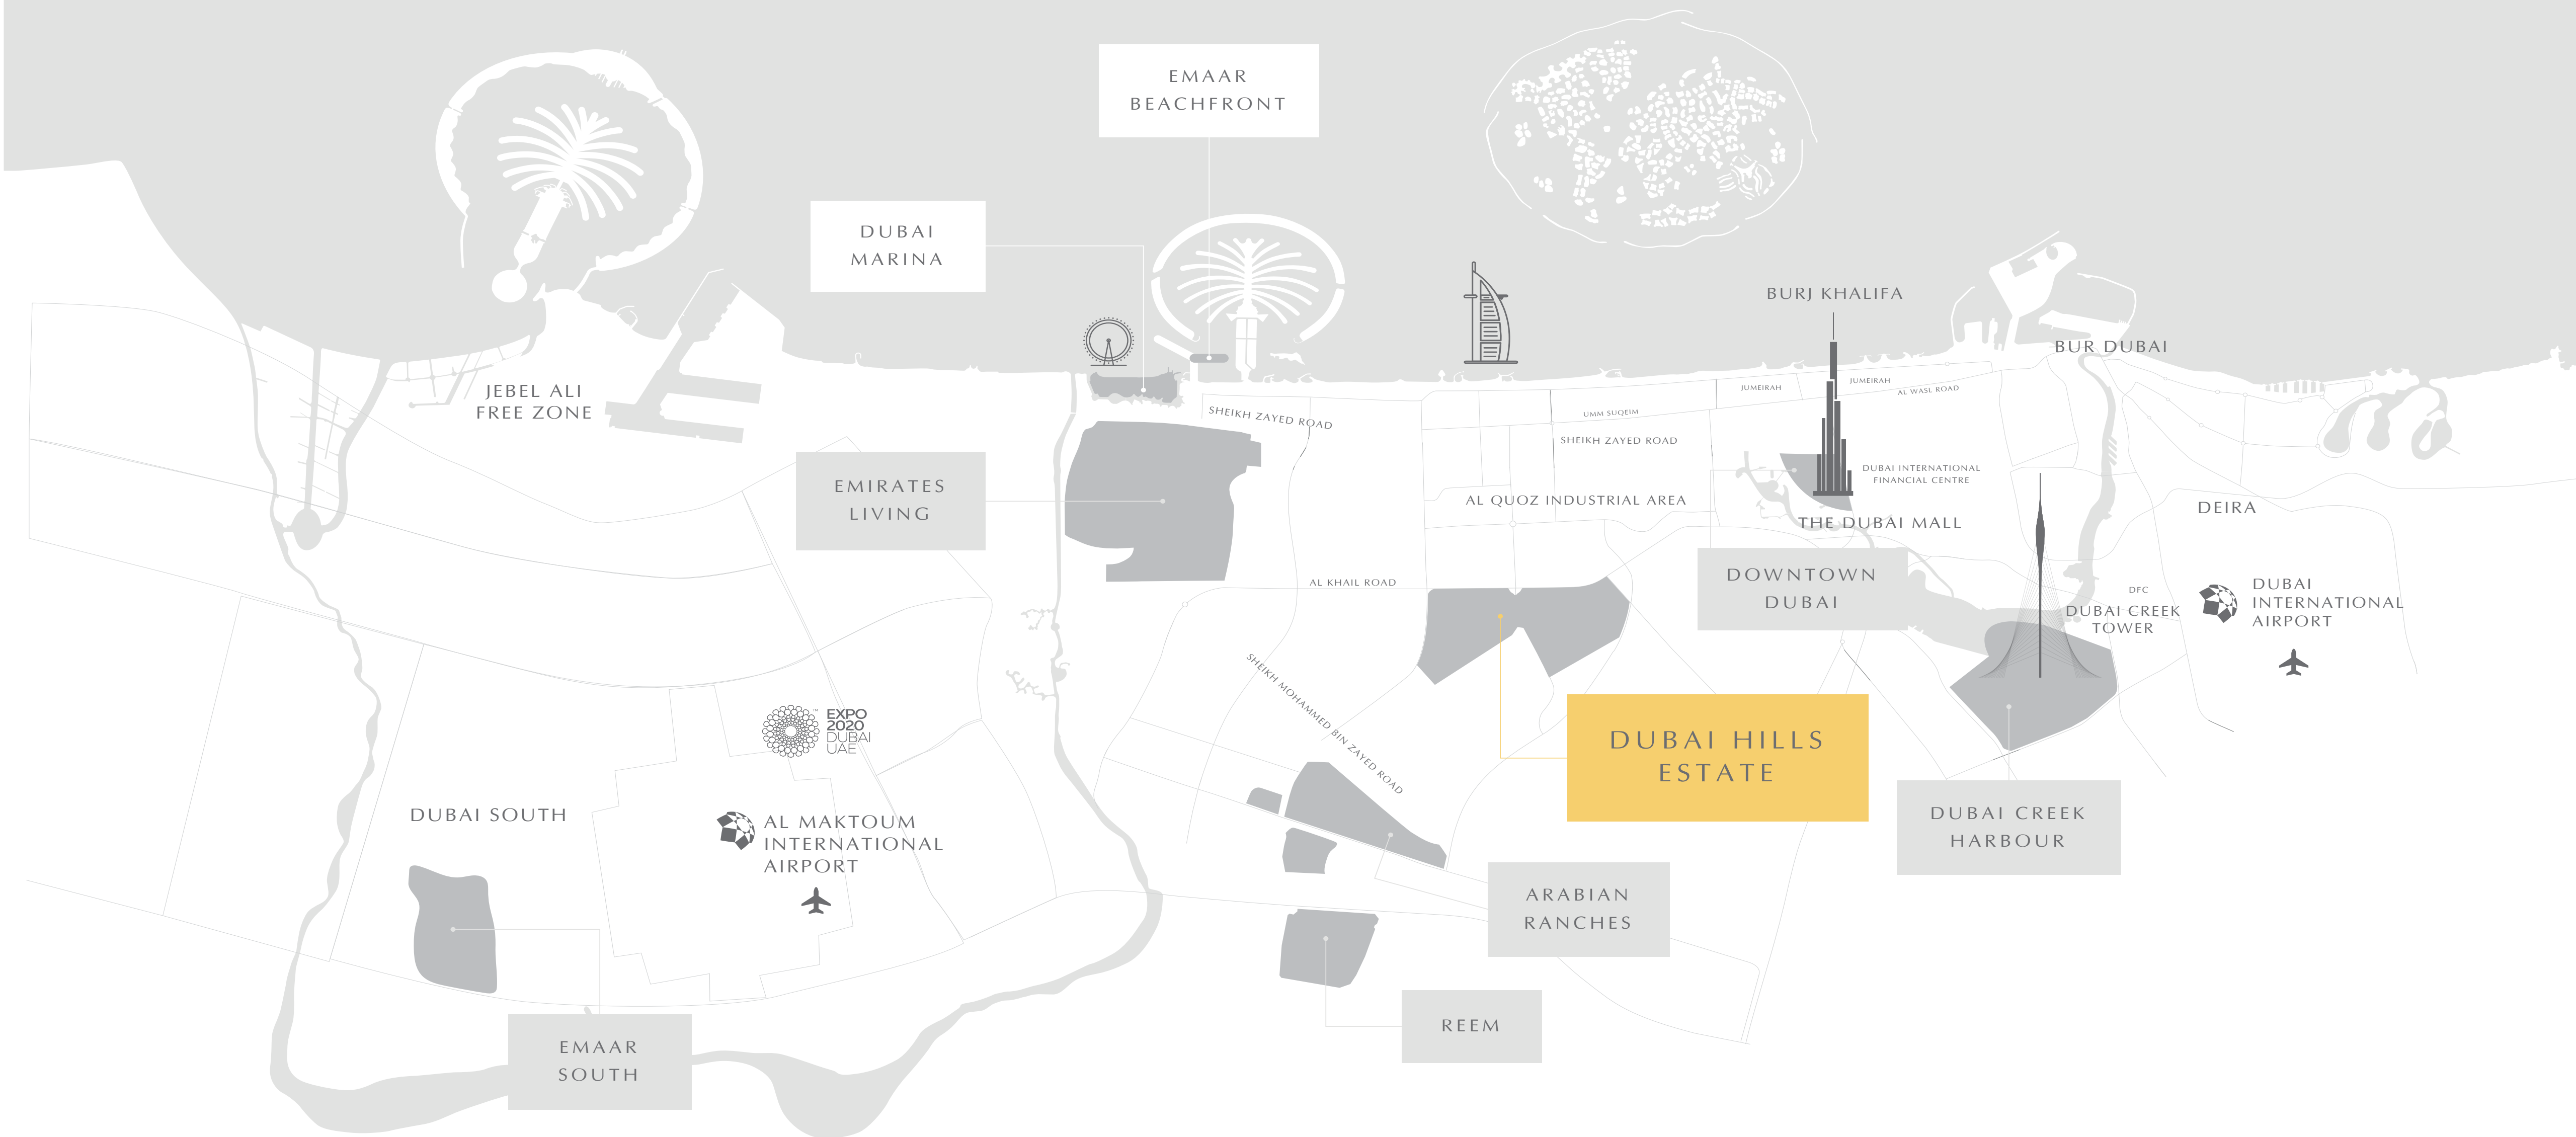 EMAAR
BEACHFRONT
DUBAI
MARINA
BURJ KHALIFA
BUR DUBAI
JEBEL ALI
FREE ZONE
SHEIKH ZAYED ROAD
JUMEIRAH
JUMEIRAH
AL WASL ROAD
UMM SUQEIM
SHEIKH ZAYED ROAD
EMIRATES
LIVING
DUBAI INTERNATIONAL
FINANCIAL CENTRE
AL QUOZ INDUSTRIAL AREA
THE DUBAI MALL
DEIRA
AL KHAIL ROAD
DOWNTOWN
DUBAI
DFC
DUBAI CREEK
TOWER
DUBAI
INTERNATIONAL
AIRPORT
SHEIKH MOHAMMED BIN ZAYED ROAD
EXPO
2020
DUBAI
UAE
™
DUBAI HILLS
ESTATE
DUBAI SOUTH
AL MAKTOUM
INTERNATIONAL
AIRPORT
DUBAI CREEK
HARBOUR
ARABIAN
RANCHES
REEM
EMAAR
SOUTH